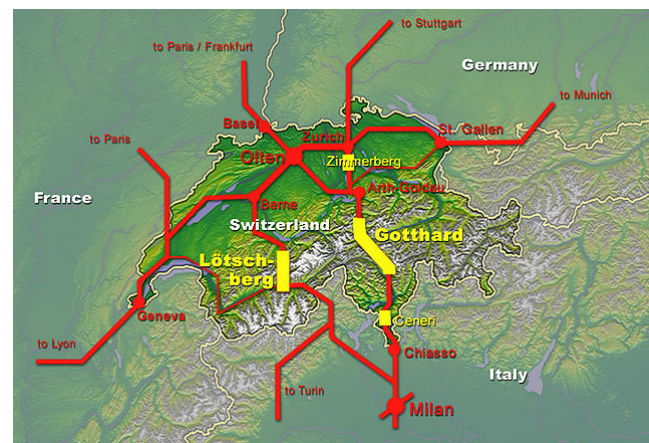 to Stuttgart
to Paris / Frankfurt
Germany
to Munich
Basel
St. Gallen
Zurich
to Paris
Olten
Zimmerberg
Arth-Goldau
France
Berne
Switzerland
Gotthard
Lötsch-
berg
Geneva
Ceneri
to Lyon
Chiasso
Italy
to Turin
Milan